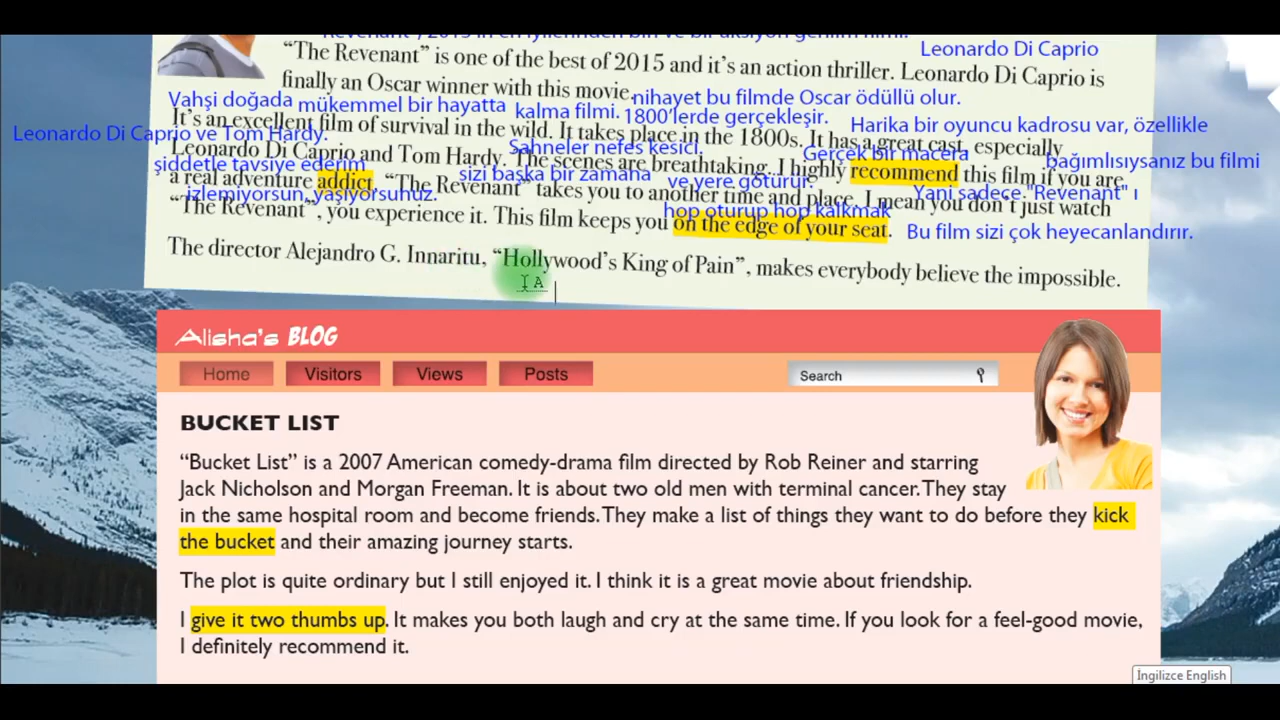 "The Revenant" is one of the best of 2015 and it's an action thriller. Leonardo Di Caprio is
Leonardo Di Caprio
finally an Oscar winner with this movie.
nihayet bu filmde Oscar ödüllü olur.
Vahşi doğada mükemmel bir hayatta kalma filmi. 1800'lerde gerçekleşir.
Harika bir oyuncu kadrosu var, özellikle
It's an excellent film of survival in the wild. It takes place in the 1800s. It has a great cast, especially
Leonardo Di Caprio ve Tom Hardy.
Sahneler nefes kesici.
Gerçek bir macera
bağımlısıysanız bu filmi
Leonardo Di Caprio and Tom Hardy. The scenes are breathtaking. I highly recommend this film if you are
şiddetle tavsiye ederim
sizi başka bir zamana ve yere götürür.
Yani sadece "Revenant" ı
a real adventure addict. "The Revenant" takes you to another time and place. I mean you don't just watch
izlemiyorsun, yaşıyorsunuz.
hop oturup hop kalkmak
"The Revenant", you experience it. This film keeps you on the edge of your seat.
Bu film sizi çok heyecanlandırır.
The director Alejandro G. Innaritu, "Hollywood's King of Pain", makes everybody believe the impossible.
A
Alisha's BLOG
Home Visitors Views Posts Search
BUCKET LIST
"Bucket List" is a 2007 American comedy-drama film directed by Rob Reiner and starring
Jack Nicholson and Morgan Freeman. It is about two old men with terminal cancer. They stay
in the same hospital room and become friends. They make a list of things they want to do before they kick
the bucket and their amazing journey starts.
The plot is quite ordinary but I still enjoyed it. I think it is a great movie about friendship.
I give it two thumbs up. It makes you both laugh and cry at the same time. If you look for a feel-good movie,
I definitely recommend it.
İngilizce English